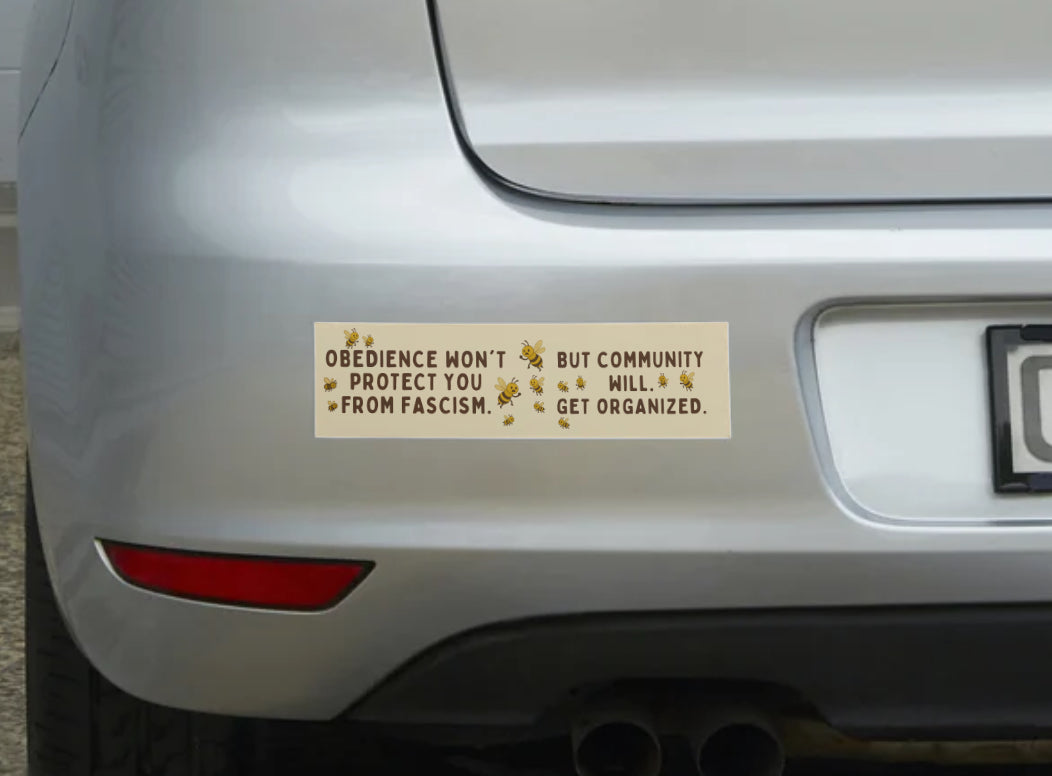 OBEDIENCE WON'T
PROTECT YOU
FROM FASCISM.
BUT COMMUNITY
WILL.
GET ORGANIZED.